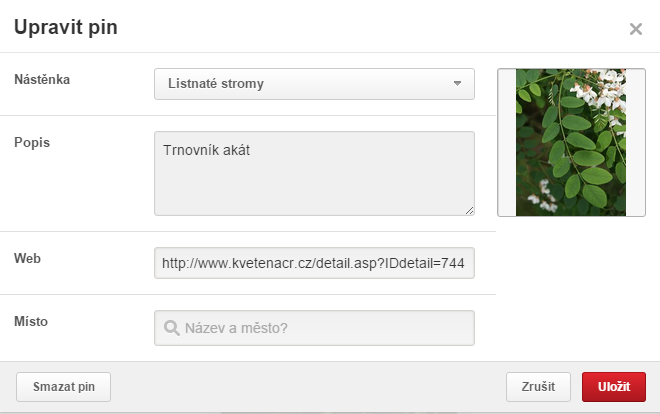 Upravit pin
Nástěnka
Listnaté stromy
Popis
Trnovník akát
Web
http://www.kvetenacr.cz/detail.asp?IDdetail=744
Místo
Název a město?
Smazat pin
Zrušit
Uložit